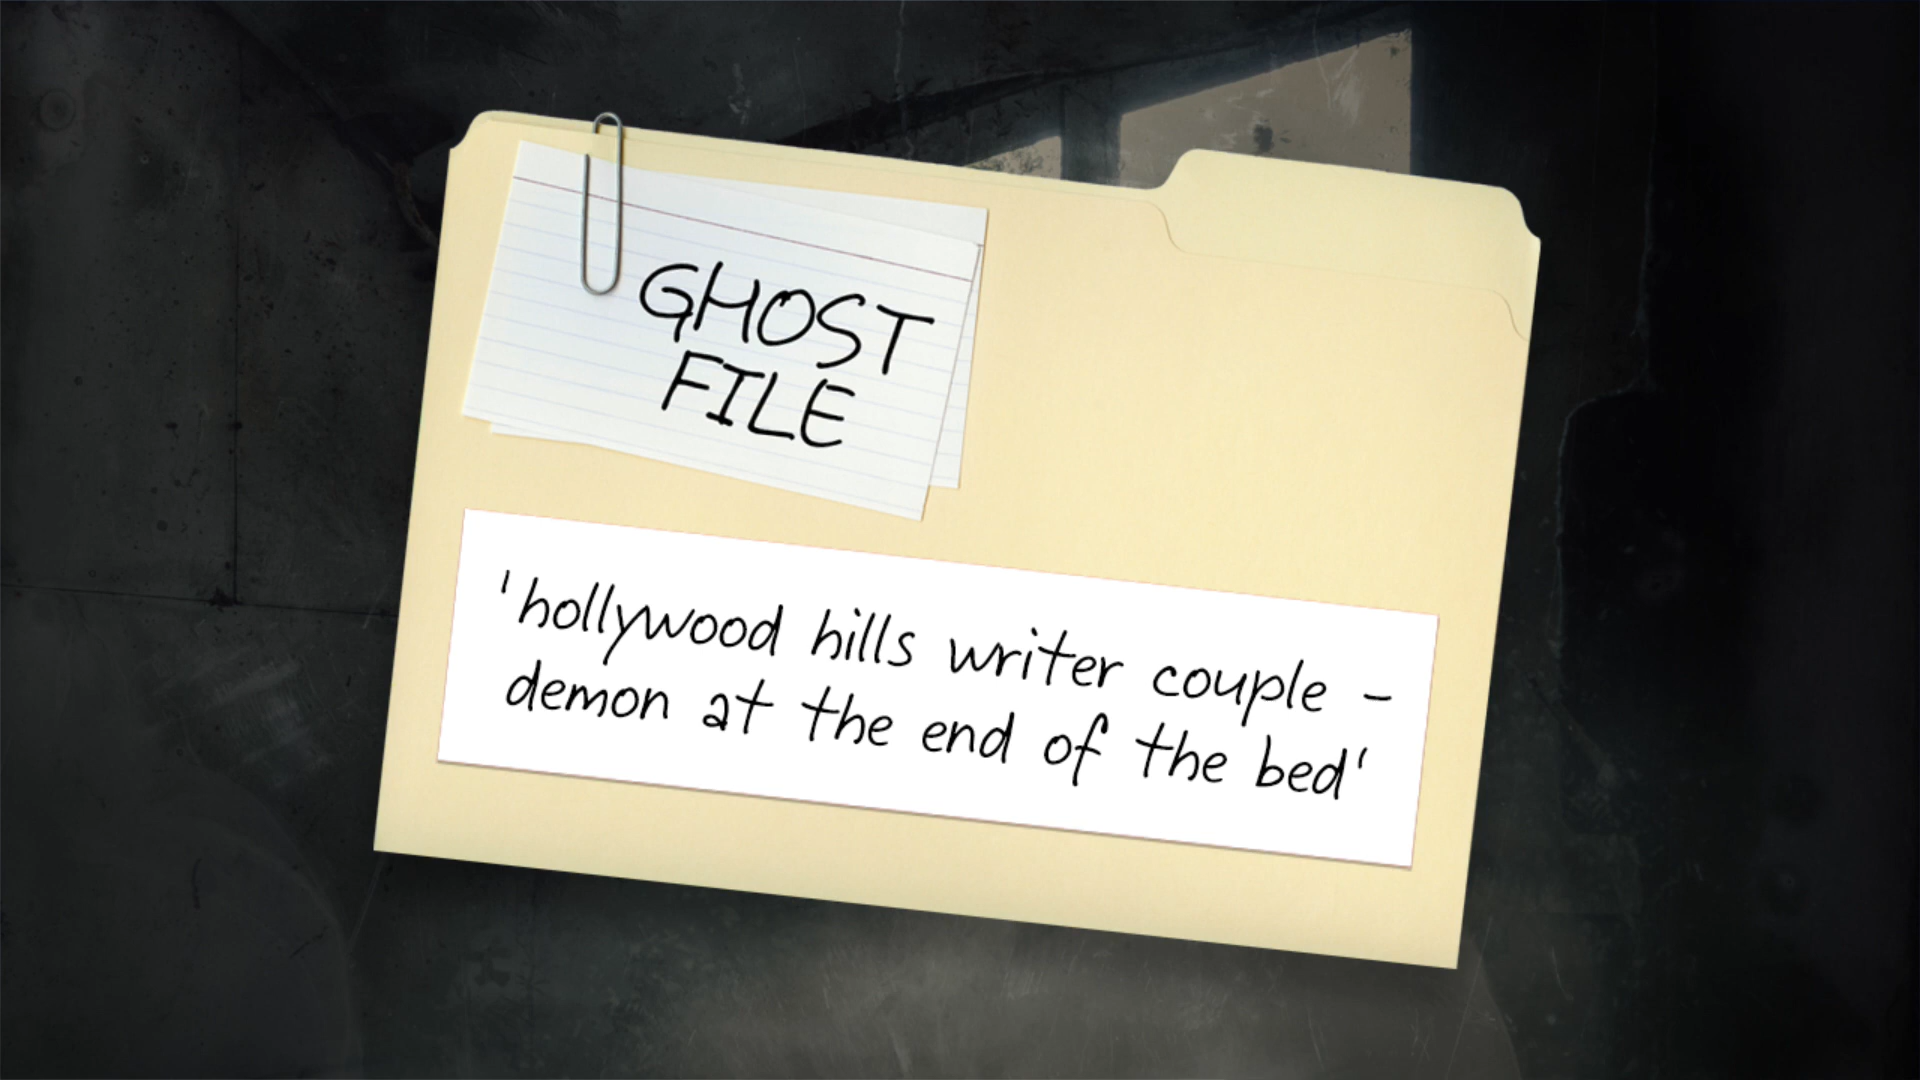 GHOST
FILE
'hollywood hills writer couple -
demon at the end of the bed'